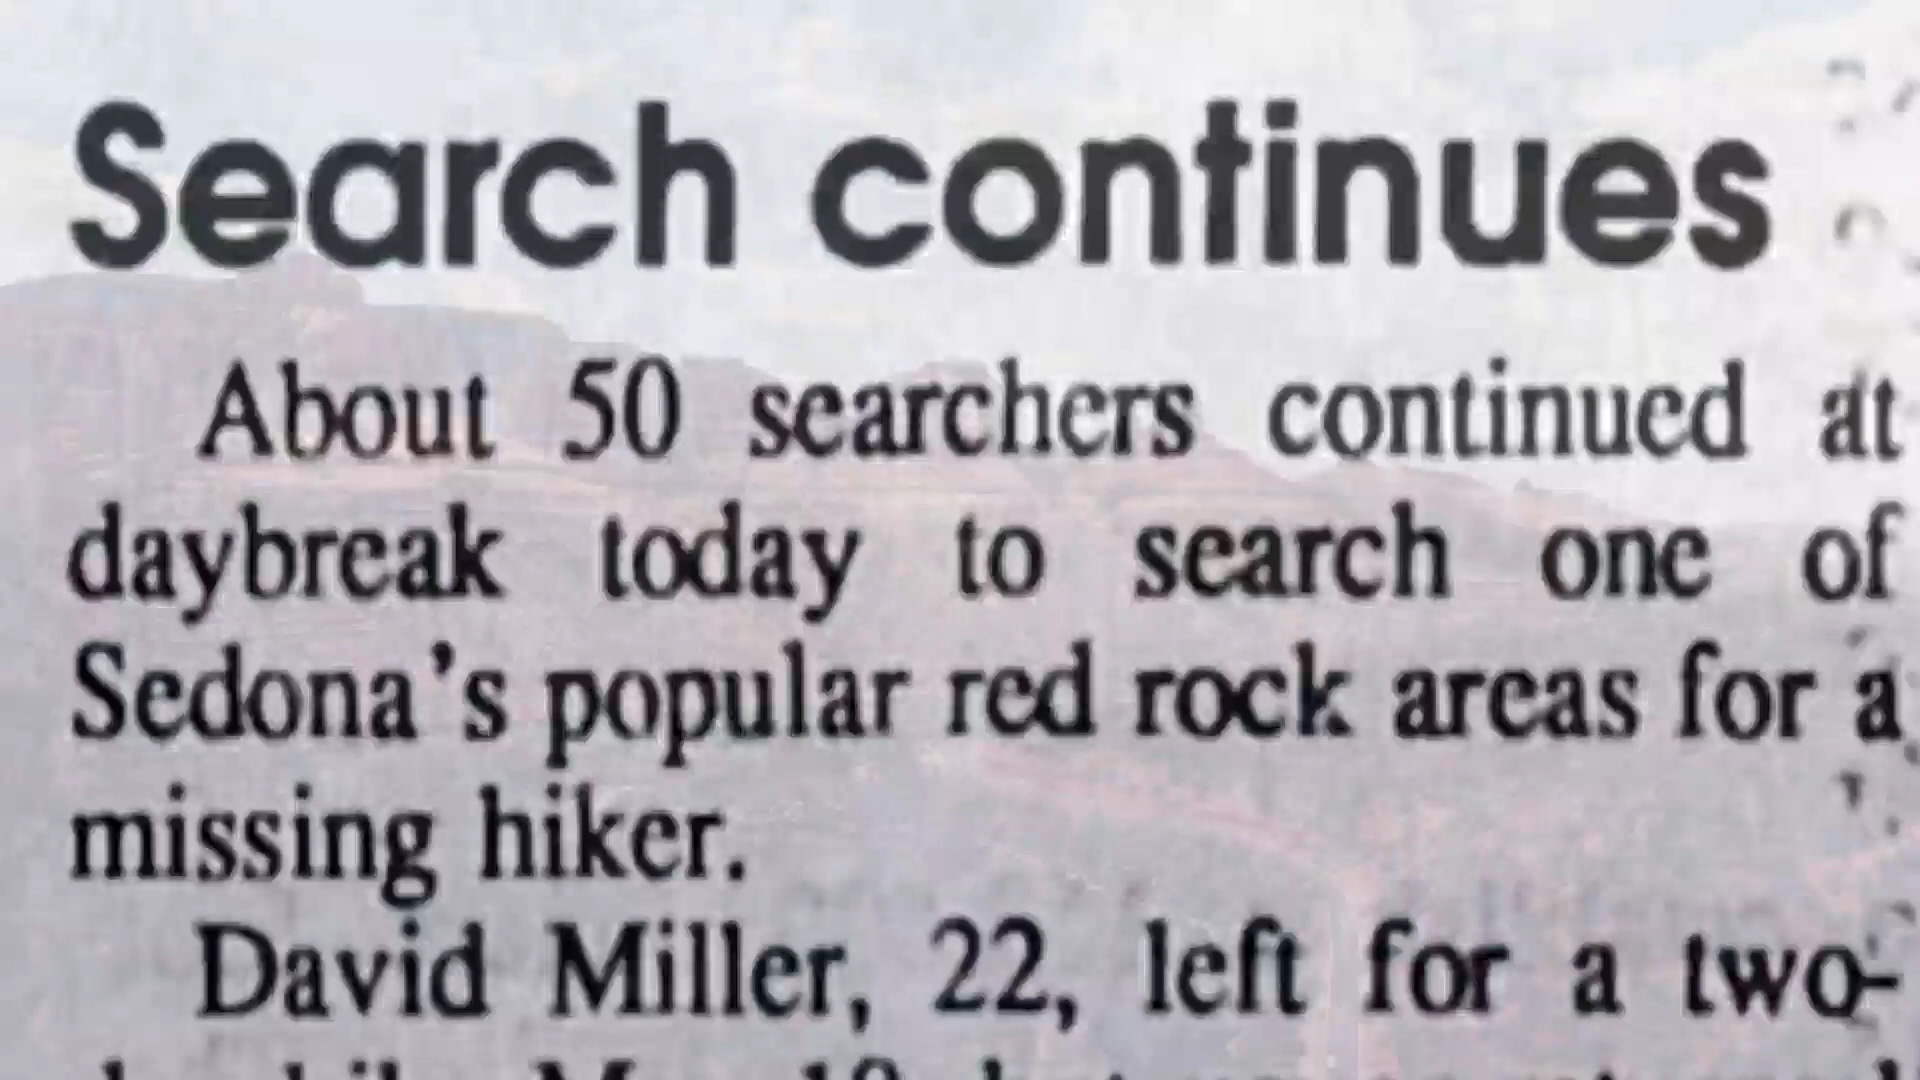 Search continues
About 50 searchers continued at
daybreak today to search one of
Sedona's popular red rock areas for a
missing hiker.
David Miller, 22, left for a two-